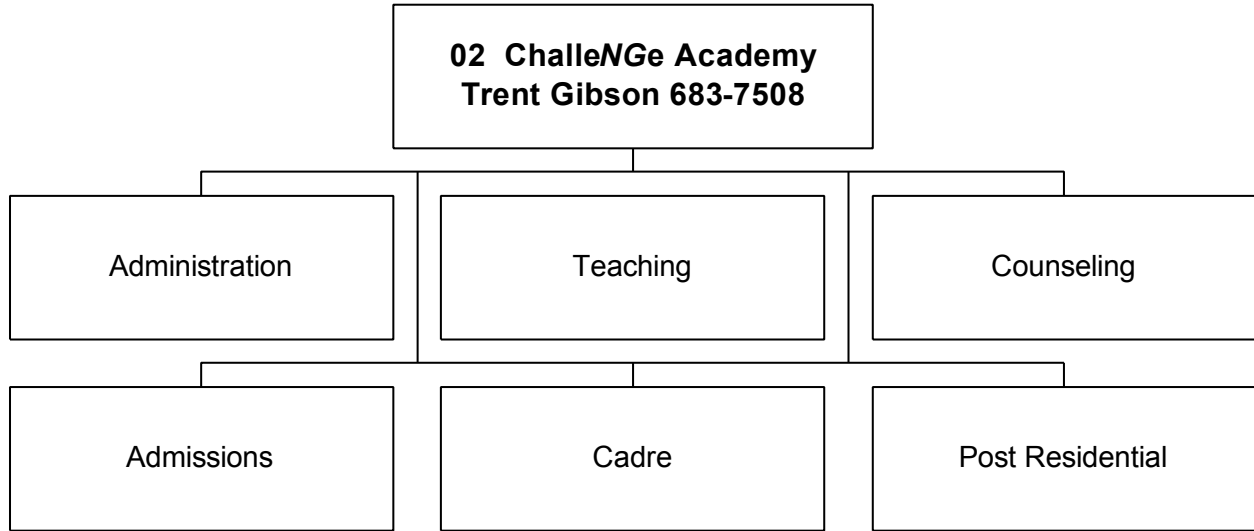 02 ChalleNGe Academy
Trent Gibson 683-7508
Administration
Teaching
Counseling
Admissions
Cadre
Post Residential